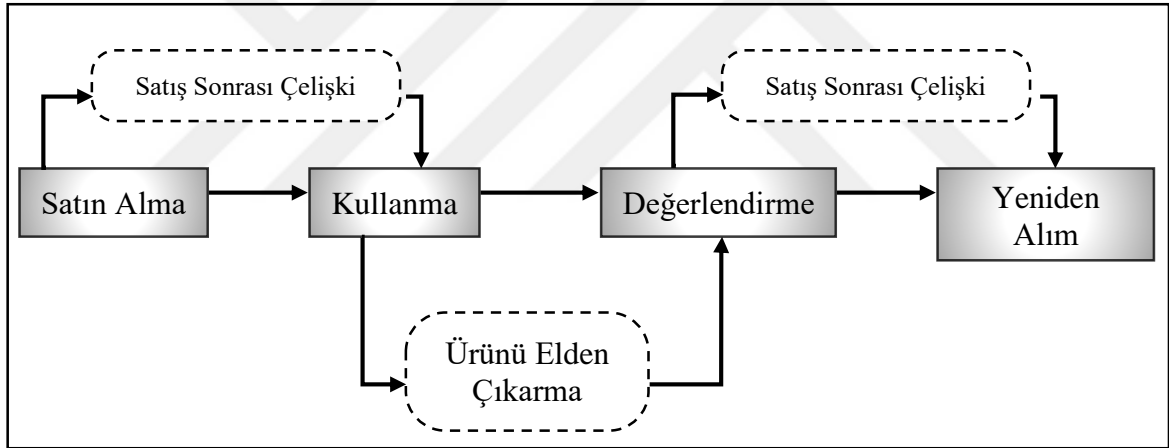 Satış Sonrası Çelişki
Satış Sonrası Çelişki
Satın Alma
Kullanma
Değerlendirme
Yeniden
Alım
Ürünü Elden
Çıkarma